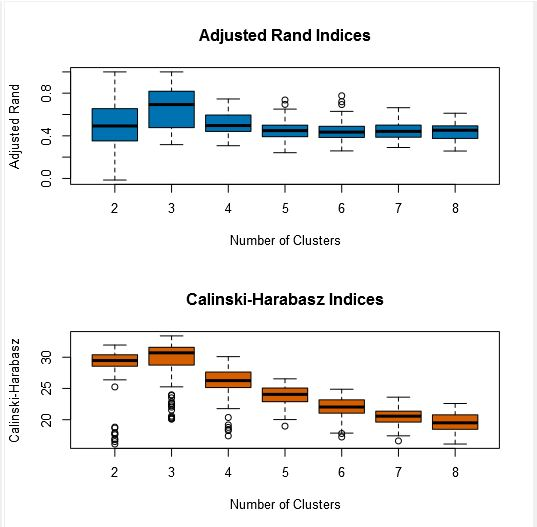 Adjusted Rand Indices
Adjusted Rand
0.8
0.4
0.0
2 3 4 5 6 7 8
Number of Clusters
Calinski-Harabasz Indices
Calinski-Harabasz
30
25
20
2 3 4 5 6 7 8
Number of Clusters